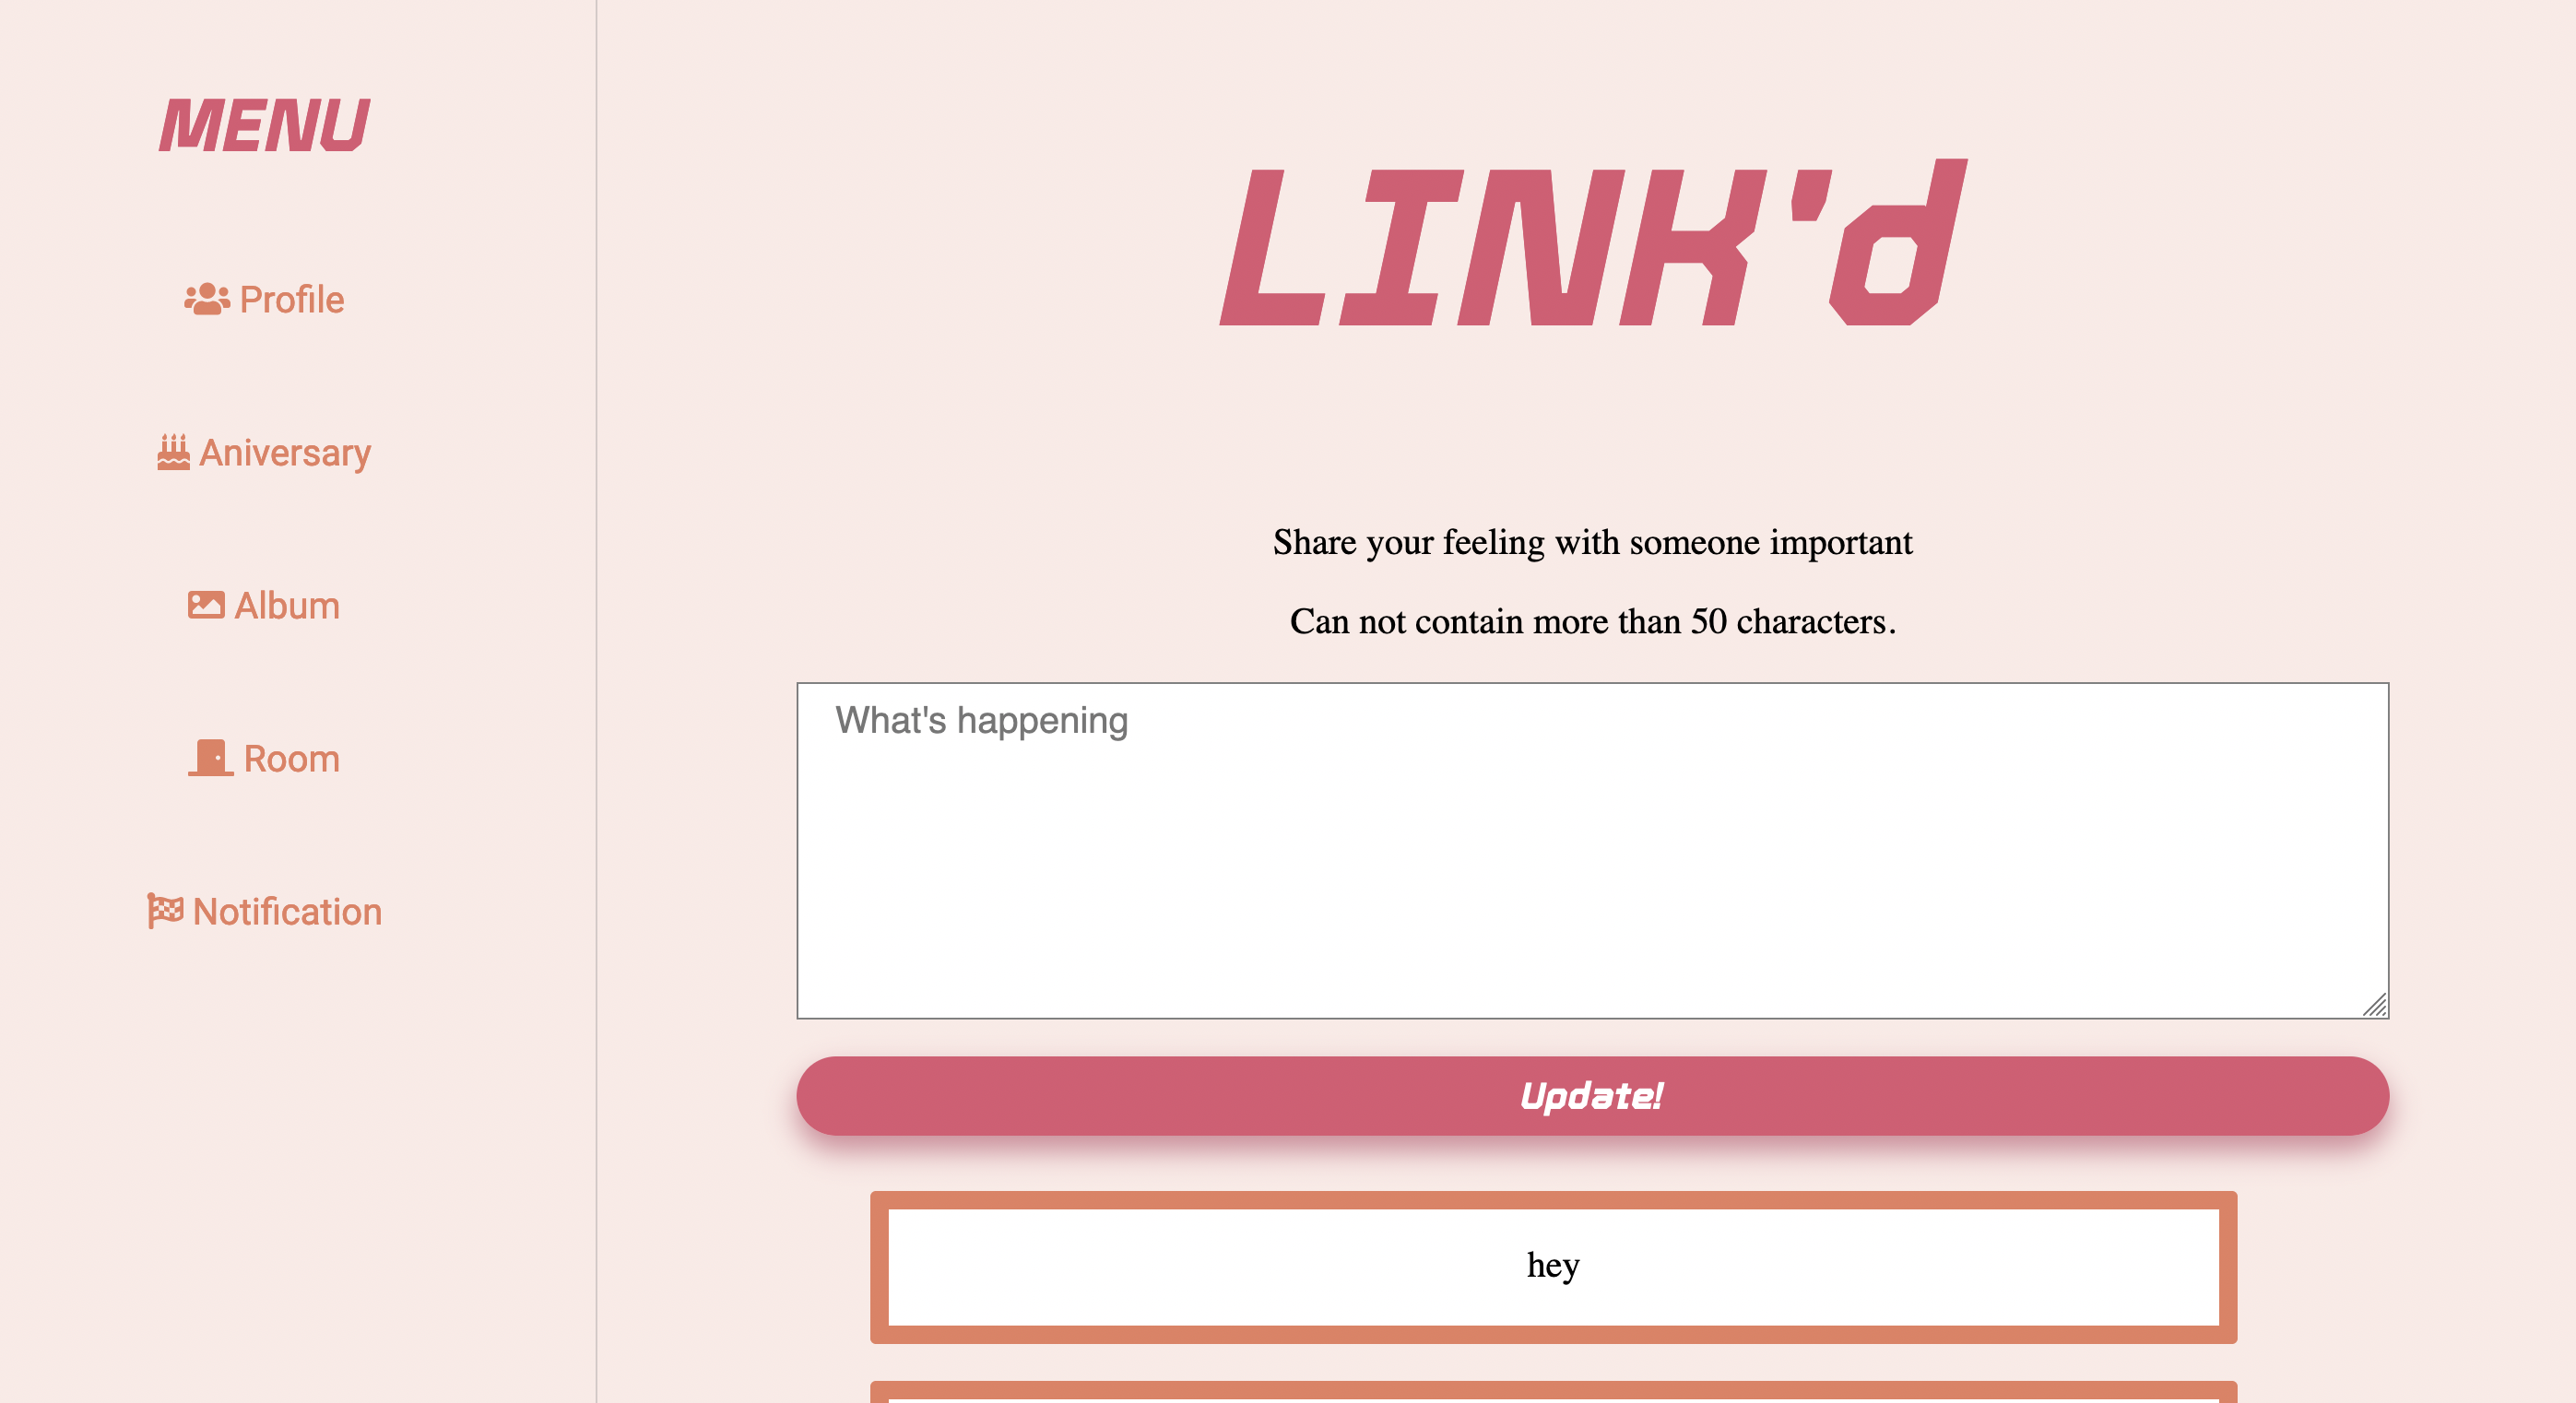 MENU
Profile
Aniversary
Album
Room
Notification
LINK'd
Share your feeling with someone important
Can not contain more than 50 characters.
What's happening
Update!
hey